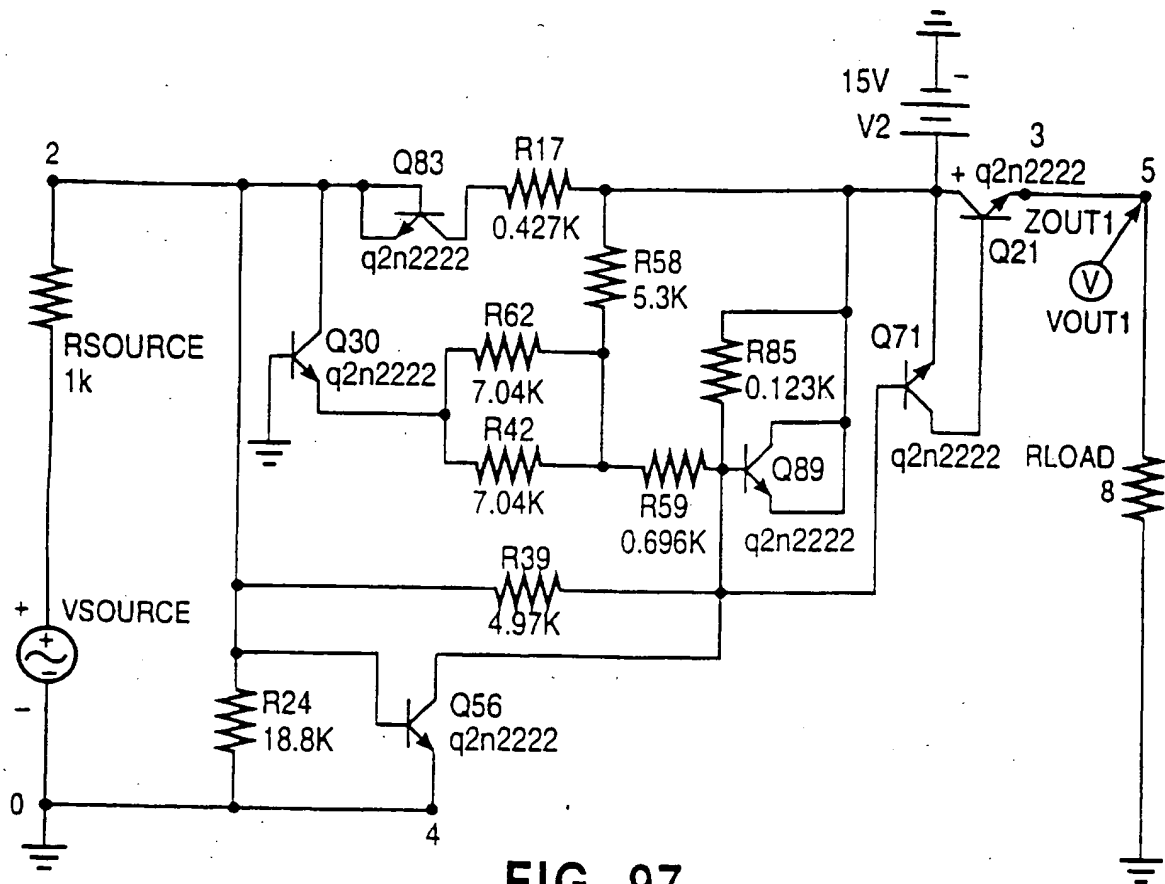 15V
−
V2
2
Q83
R17
3
5
+ q2n2222
0.427K
q2n2222
ZOUT1
Q21
R58
5.3K
V
VOUT1
R62
Q30
q2n2222
RSOURCE
1k
7.04K
R85
0.123K
Q71
R42
Q89
q2n2222
RLOAD
8
7.04K
R59
0.696K
q2n2222
R39
4.97K
+ VSOURCE
+
−
−
R24
18.8K
Q56
q2n2222
0
4
FIG. 97